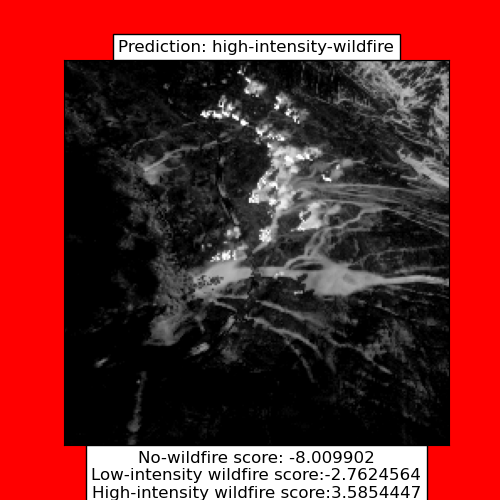 Prediction: high-intensity-wildfire
No-wildfire score: -8.009902
Low-intensity wildfire score:-2.7624564
High-intensity wildfire score:3.5854447